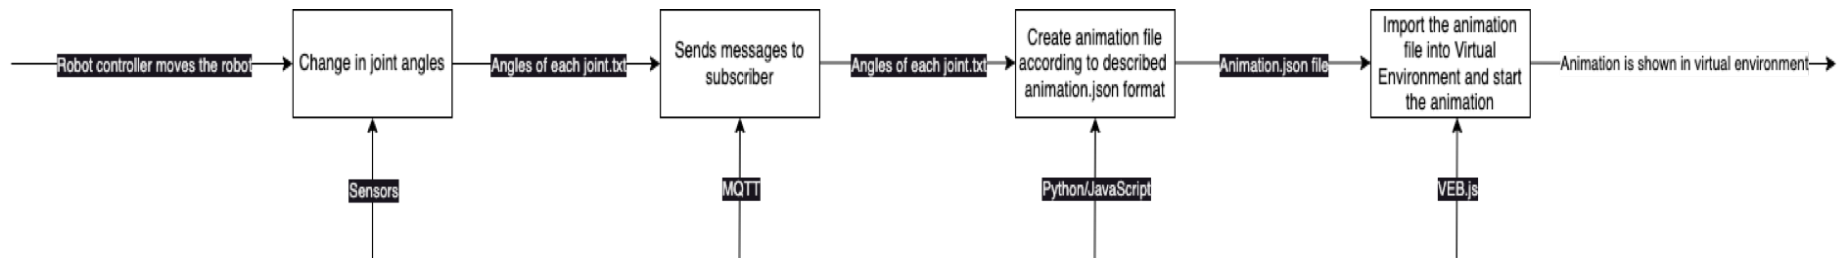 Robot controller moves the robot
Change in joint angles
Angles of each joint.txt
Sends messages to
subscriber
Angles of each joint.txt
Create animation file
according to described
animation.json format
Animation.json file
Import the animation
file into Virtual
Environment and start
the animation
Animation is shown in virtual environment
Sensors
MQTT
Python/JavaScript
VEB.js